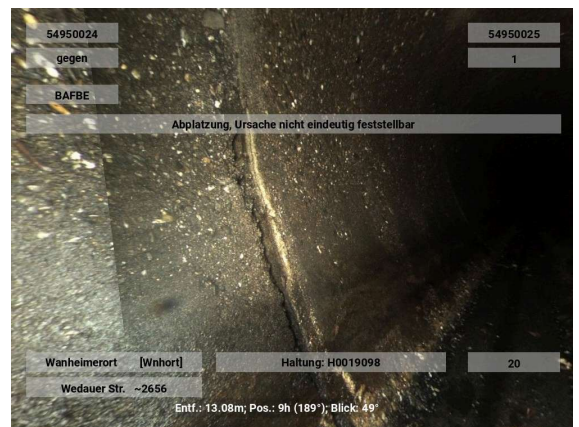 54950024 54950025
gegen 1
BAFBE
Abplatzung, Ursache nicht eindeutig feststellbar
Wanheimerort [Wnhort] Haltung: H0019098 20
Wedauer Str. ~2656
Entf.: 13.08m; Pos.: 9h (189°); Blick: 49°